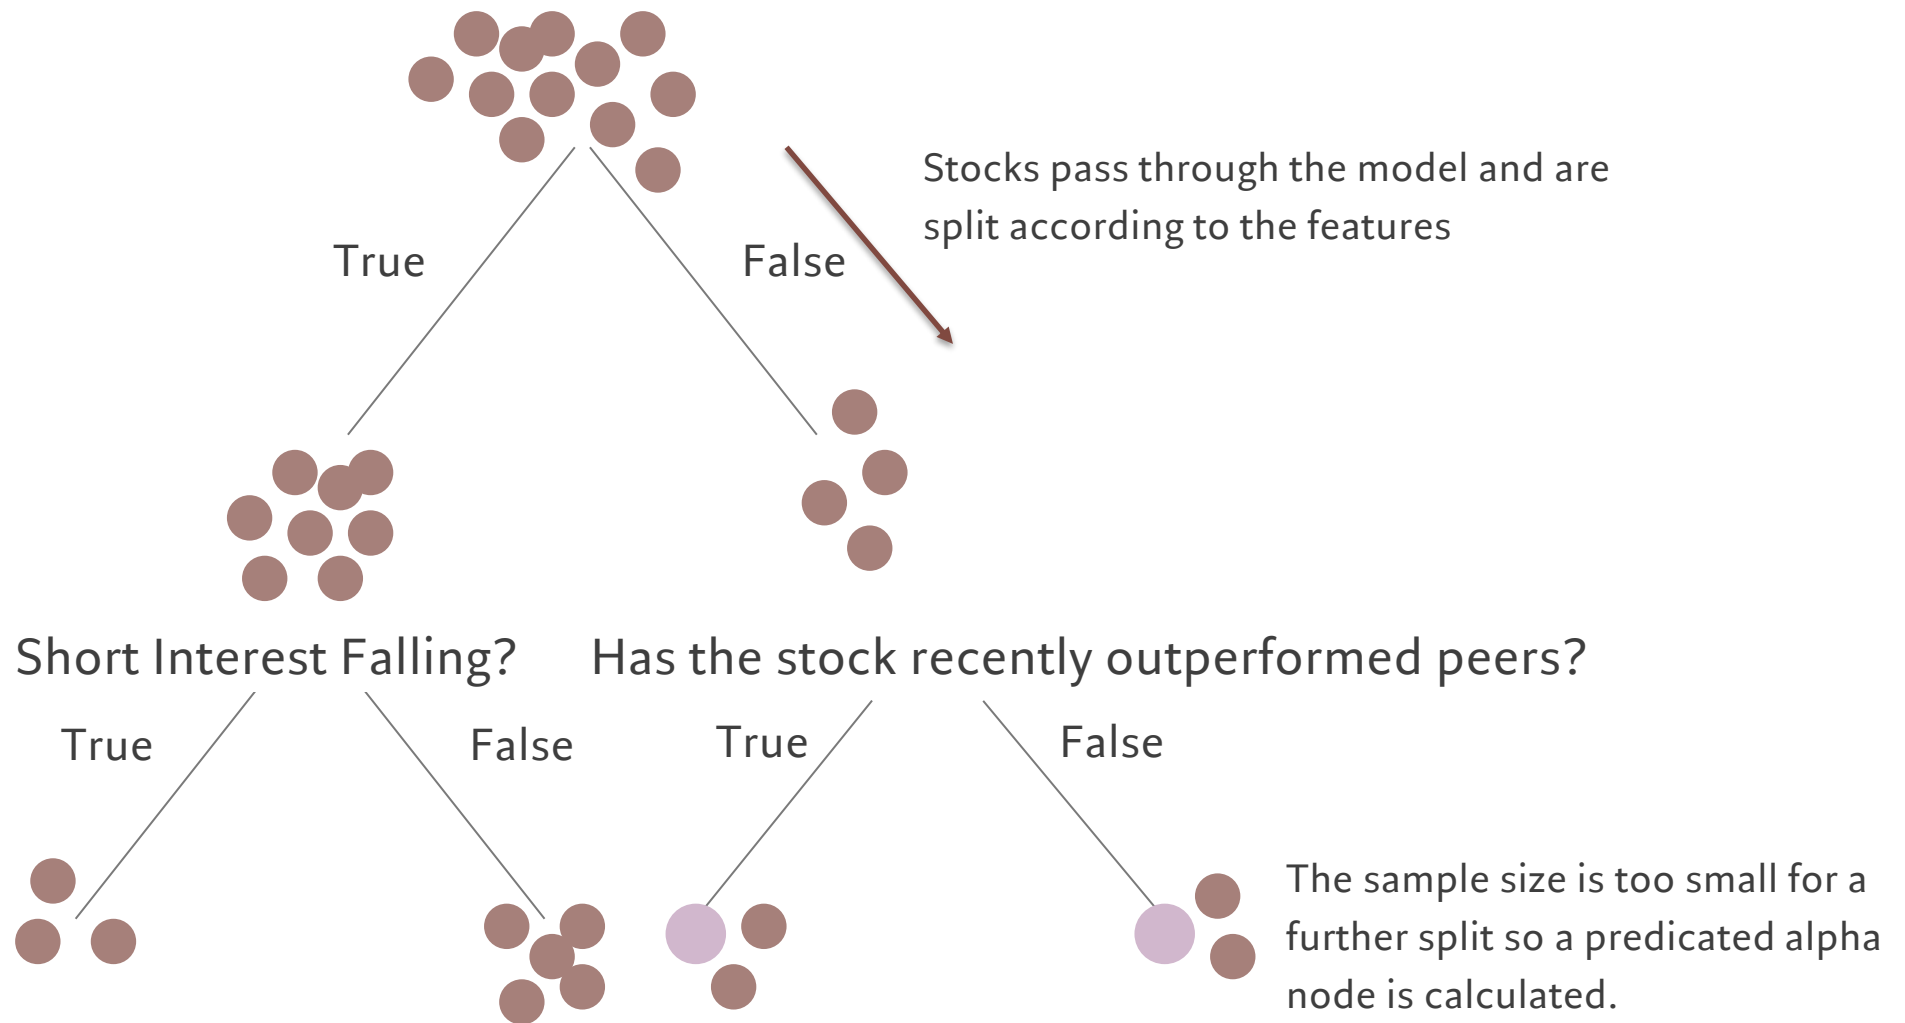 Stocks pass through the model and are
split according to the features
True
False
Short Interest Falling?
Has the stock recently outperformed peers?
True
False
True
False
The sample size is too small for a
further split so a predicated alpha
node is calculated.